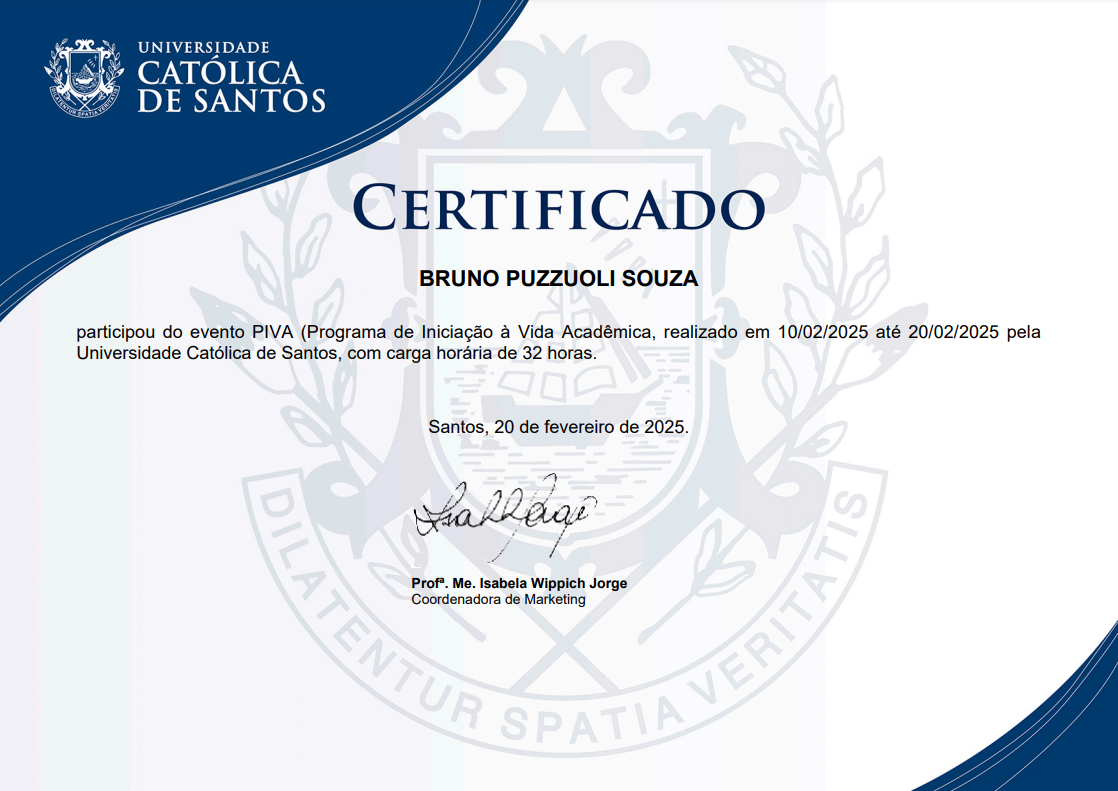 UNIVERSIDADE
CATÓLICA
DE SANTOS
DILATENTUR SPATIA VERITATIS
CERTIFICADO
BRUNO PUZZUOLI SOUZA
participou do evento PIVA (Programa de Iniciação à Vida Acadêmica, realizado em 10/02/2025 até 20/02/2025 pela
Universidade Católica de Santos, com carga horária de 32 horas.
Santos, 20 de fevereiro de 2025.
Profª. Me. Isabela Wippich Jorge
Coordenadora de Marketing
DILATENTUR SPATIA VERITATIS